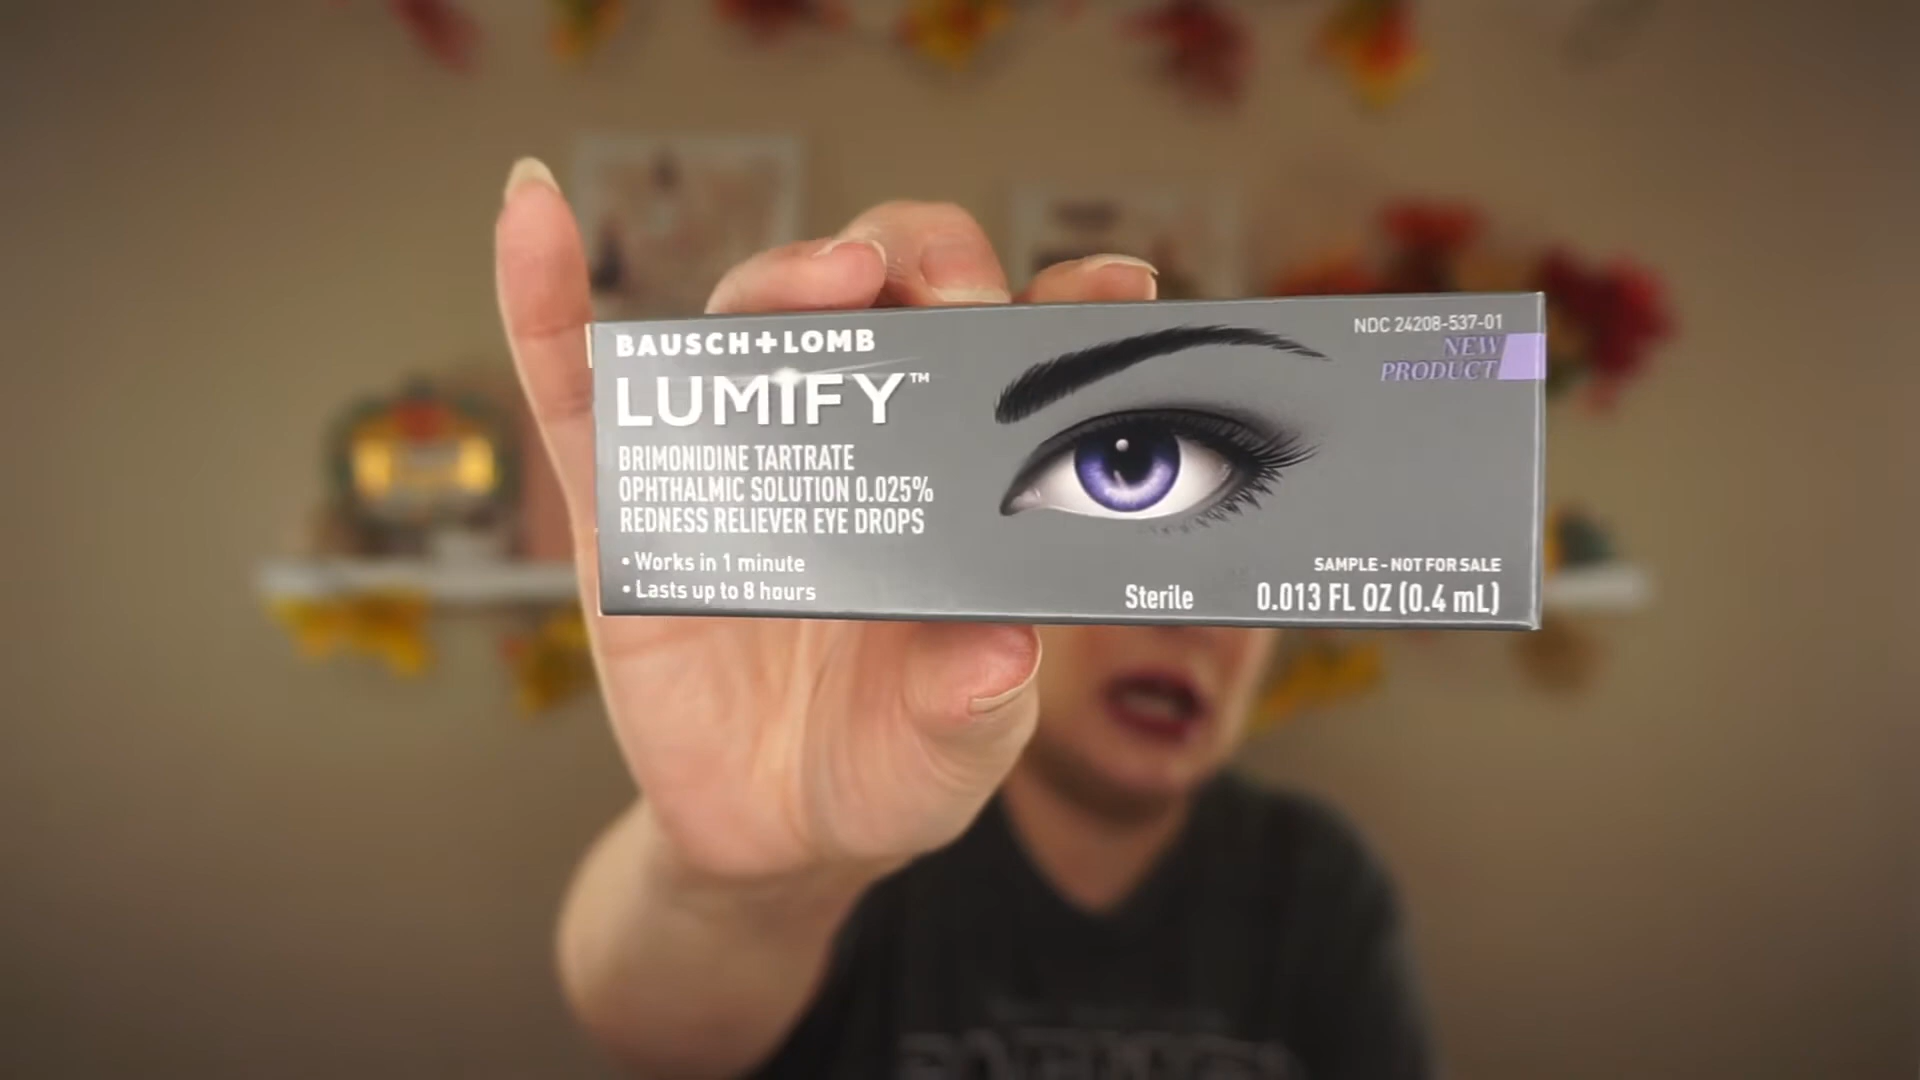 BAUSCH+LOMB
LUMIFY™
BRIMONIDINE TARTRATE
OPHTHALMIC SOLUTION 0.025%
REDNESS RELIEVER EYE DROPS
• Works in 1 minute
• Lasts up to 8 hours
NDC 24208-537-01
NEW
PRODUCT
SAMPLE - NOT FOR SALE
Sterile
0.013 FL OZ (0.4 mL)